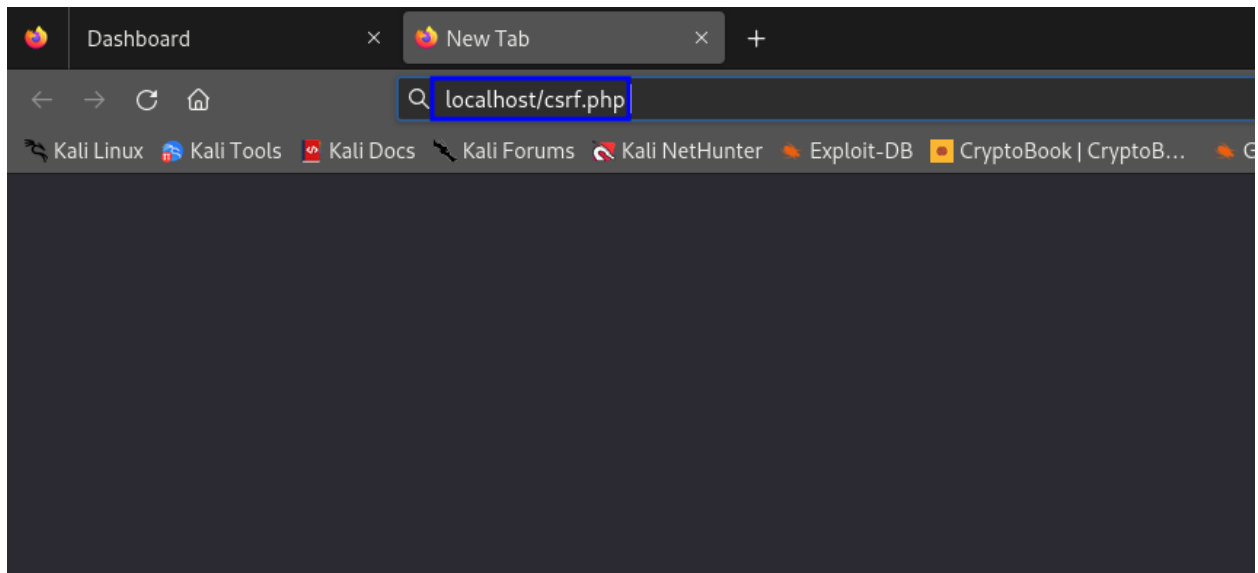 Dashboard New Tab
localhost/csrf.php
Kali Linux Kali Tools Kali Docs Kali Forums Kali NetHunter Exploit-DB CryptoBook | CryptoB... G